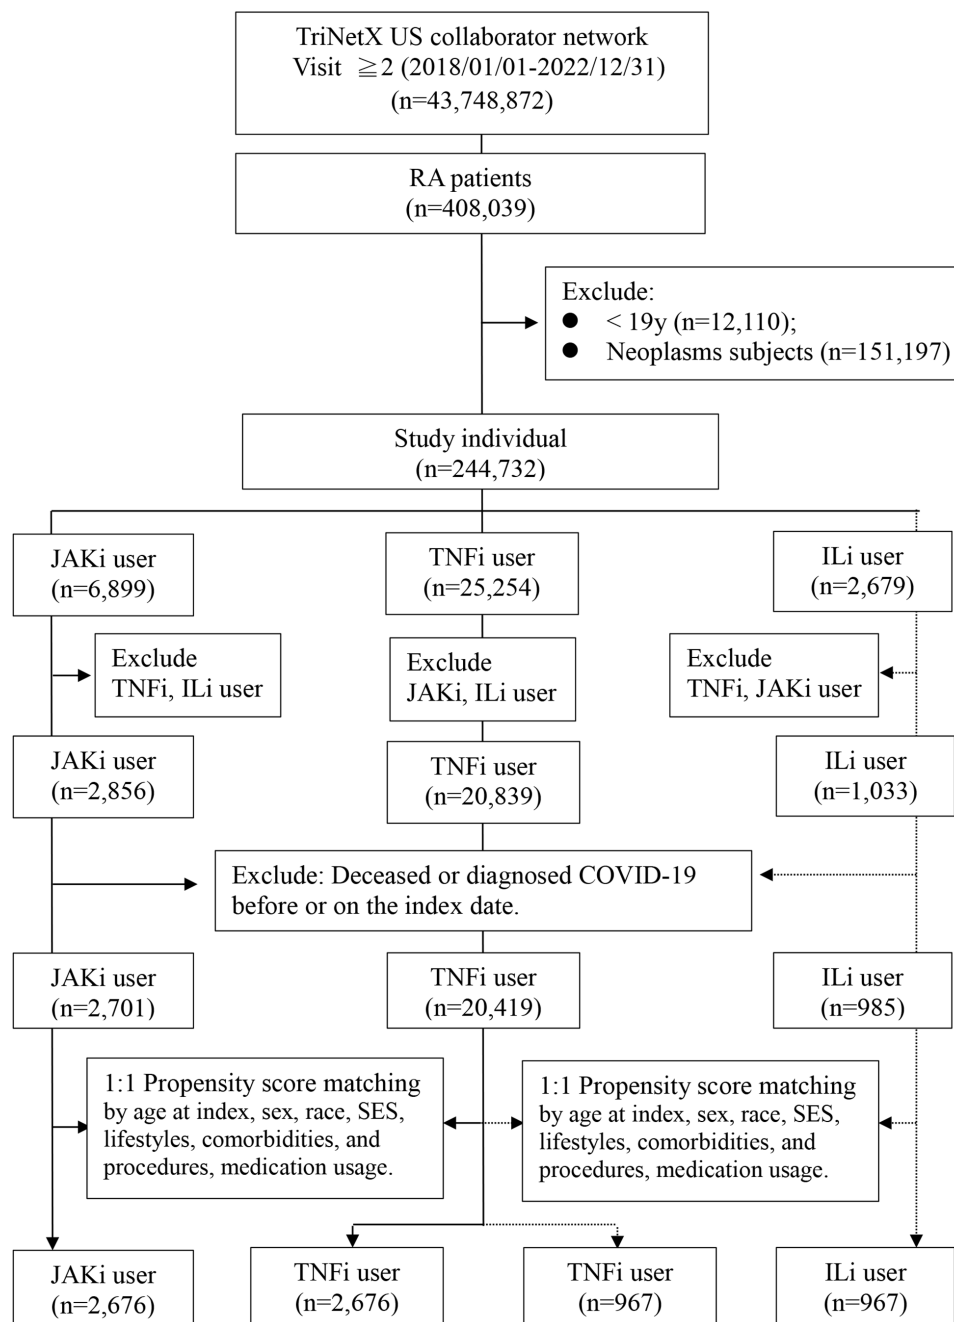 TriNetX US collaborator network
Visit ≧2 (2018/01/01-2022/12/31)
(n=43,748,872)
RA patients
(n=408,039)
Exclude:
● < 19y (n=12,110);
● Neoplasms subjects (n=151,197)
Study individual
(n=244,732)
JAKi user
(n=6,899)
TNFi user
(n=25,254)
ILi user
(n=2,679)
Exclude
TNFi, ILi user
Exclude
JAKi, ILi user
Exclude
TNFi, JAKi user
JAKi user
(n=2,856)
TNFi user
(n=20,839)
ILi user
(n=1,033)
Exclude: Deceased or diagnosed COVID-19
before or on the index date.
JAKi user
(n=2,701)
TNFi user
(n=20,419)
ILi user
(n=985)
1:1 Propensity score matching
by age at index, sex, race, SES,
lifestyles, comorbidities, and
procedures, medication usage.
1:1 Propensity score matching
by age at index, sex, race, SES,
lifestyles, comorbidities, and
procedures, medication usage.
JAKi user
(n=2,676)
TNFi user
(n=2,676)
TNFi user
(n=967)
ILi user
(n=967)